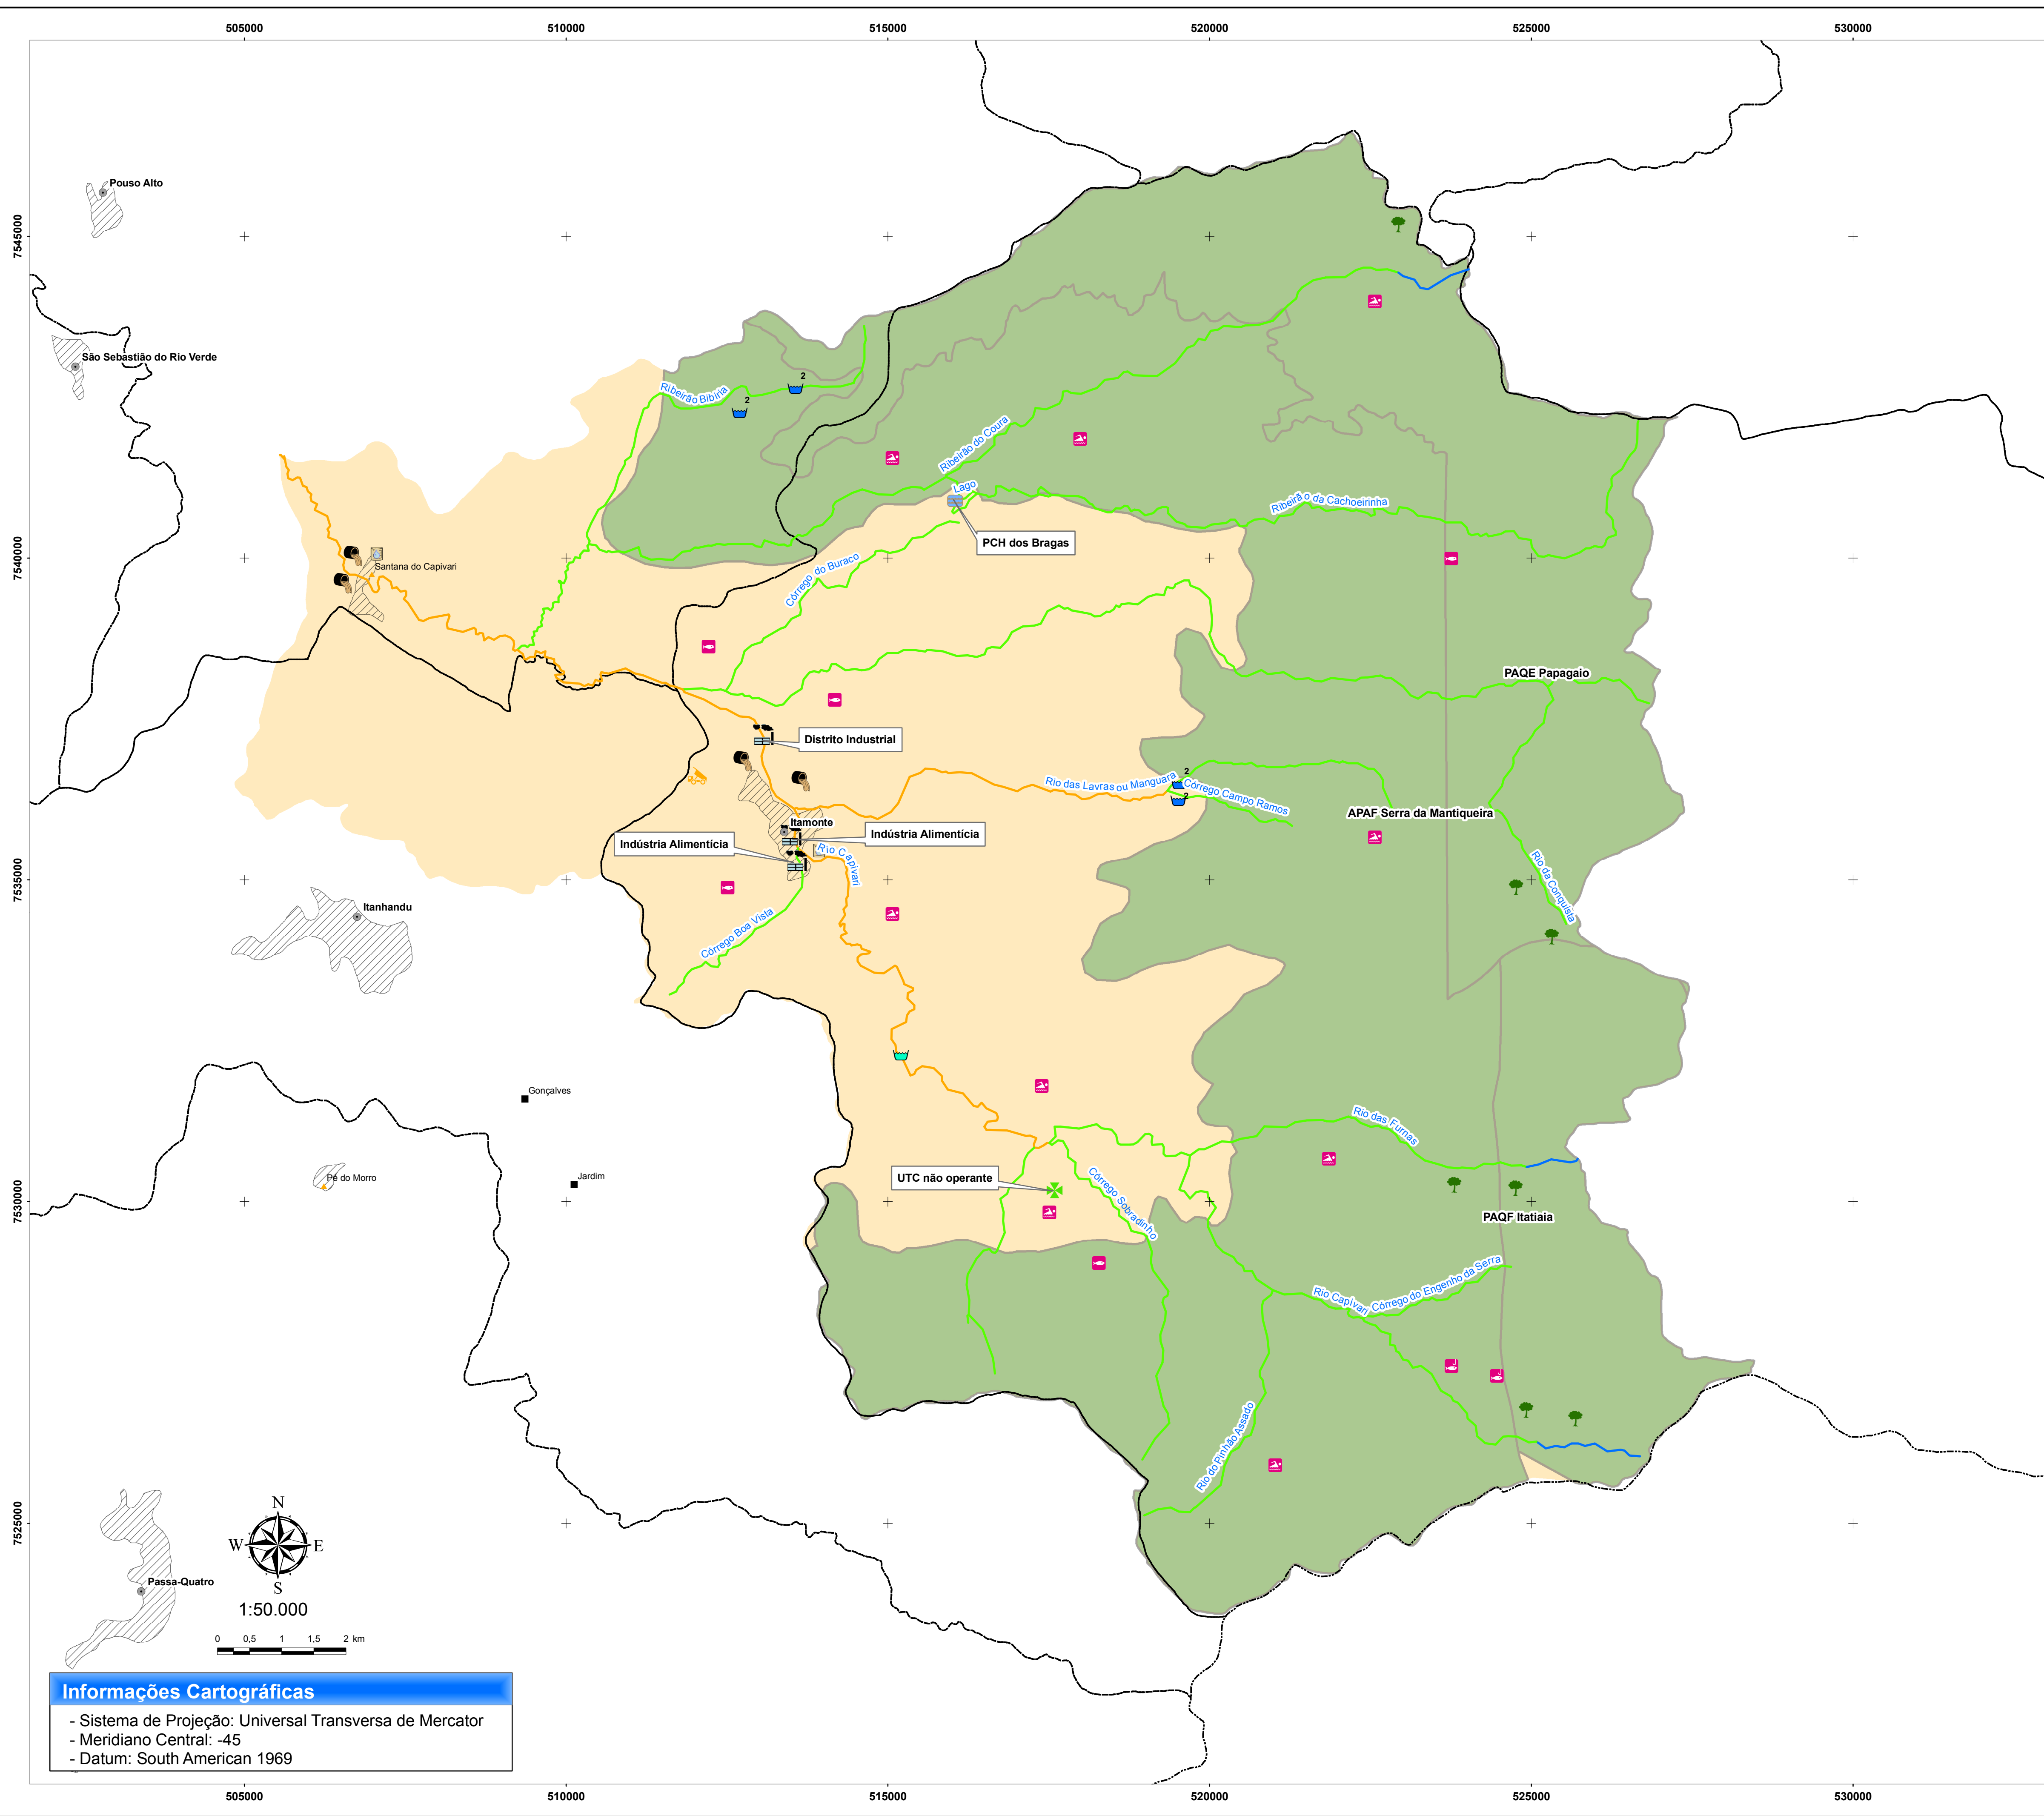 505000 510000 515000 520000 525000 530000
Pouso Alto
7545000
São Sebastião do Rio Verde
2
Ribeirão Bibiria
2
Ribeirão do Coura
Lago
Ribeirão da Cachoeirinha
PCH dos Bragas
7540000
Santana do Capivari
Córrego do Buraco
PAQE Papagaio
Distrito Industrial
2
Rio das Lavras ou Manguara
Córrego Campo Ramos
2
APAF Serra da Mantiqueira
Itamonte
Indústria Alimentícia
Indústria Alimentícia
Rio Capivari
7535000
Rio da Conquista
Itanhandu
Córrego Boa Vista
Gonçalves
Rio das Furnas
Pé do Morro
Jardim
UTC não operante
Córrego Sobradinho
7530000
PAQF Itatiaia
Rio Capivari
Córrego do Engenho da Serra
Rio do Pinhão Assado
7525000
N
W E
S
Passa-Quatro
1:50.000
0 0,5 1 1,5 2 km
Informações Cartográficas
- Sistema de Projeção: Universal Transversa de Mercator
- Meridiano Central: -45
- Datum: South American 1969
505000 510000 515000 520000 525000 530000